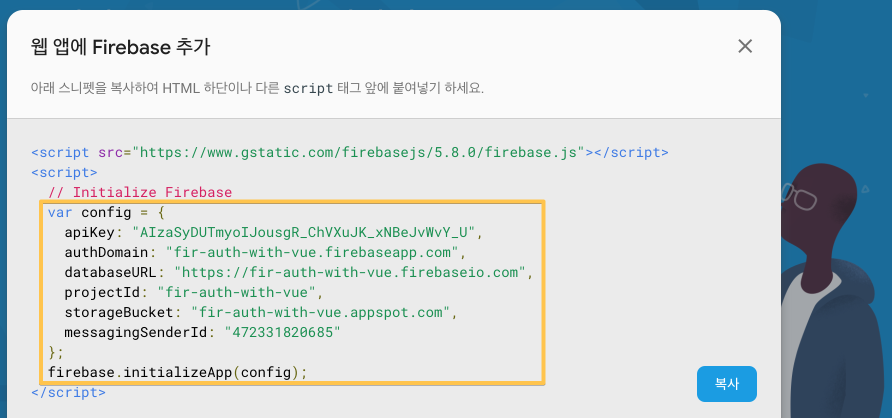 웹 앱에 Firebase 추가
아래 스니펫을 복사하여 HTML 하단이나 다른 script 태그 앞에 붙여넣기 하세요.
<script src="https://www.gstatic.com/firebasejs/5.8.0/firebase.js"></script>
<script>
  // Initialize Firebase
  var config = {
    apiKey: "AIzaSyDUTmyoIJousgR_ChVXuJK_xNBeJvWvY_U",
    authDomain: "fir-auth-with-vue.firebaseapp.com",
    databaseURL: "https://fir-auth-with-vue.firebaseio.com",
    projectId: "fir-auth-with-vue",
    storageBucket: "fir-auth-with-vue.appspot.com",
    messagingSenderId: "472331820685"
  };
  firebase.initializeApp(config);
</script>
복사